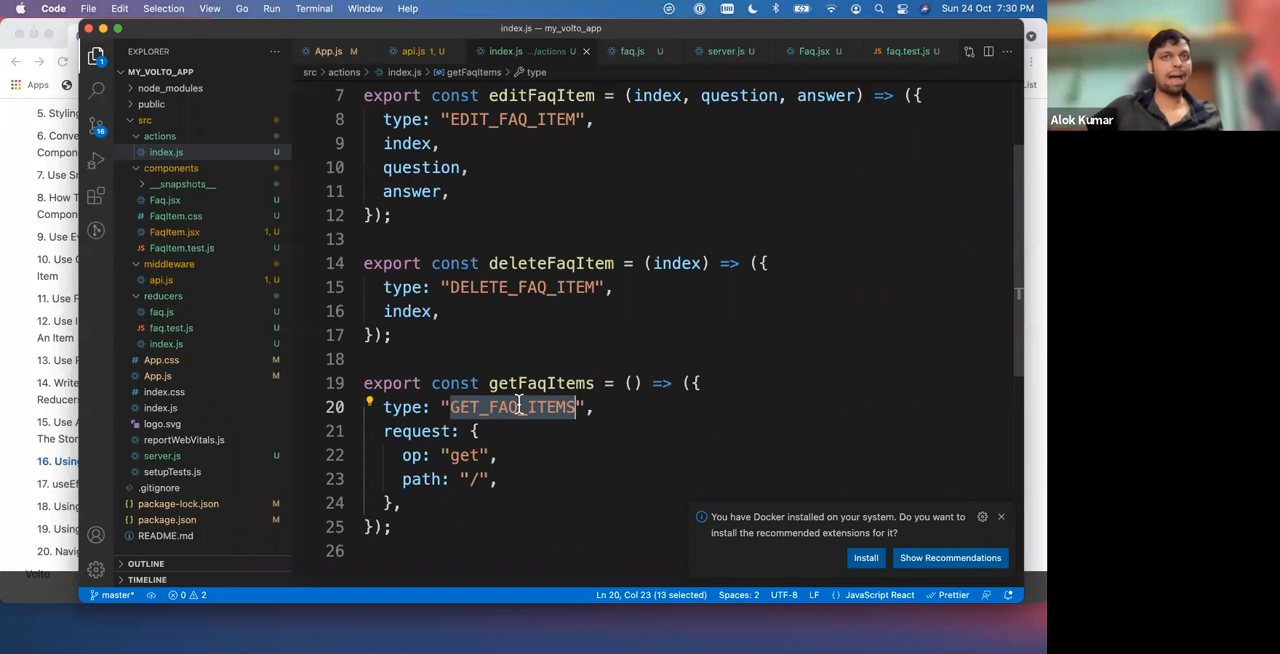 Code File Edit Selection View Go Run Terminal Window Help Sun 24 Oct 7:30 PM
index.js — my_volto_app
Apps
5. Styling
6. Conve
Compon
7. Use Sn
8. How T
Compon
9. Use Ev
10. Use C
Item
11. Use F
12. Use I
An Item
13. Use R
14. Write
Reducers
15. Use A
The Stor
16. Using
17. useEf
18. Using
19. Using
20. Navig
Volto
List
EXPLORER
MY_VOLTO_APP
node_modules
public
src
actions
index.js U
components
__snapshots__
Faq.jsx U
FaqItem.css U
FaqItem.jsx 1, U
FaqItem.test.js U
middleware
api.js 1, U
reducers
faq.js U
faq.test.js U
index.js U
App.css M
App.js M
index.css
index.js
logo.svg
reportWebVitals.js
server.js U
setupTests.js
.gitignore
package-lock.json M
package.json M
README.md
OUTLINE
TIMELINE
1
16
App.js M api.js 1, U index.js .../actions U faq.js U server.js U Faq.jsx U faq.test.js U
src > actions > index.js > getFaqItems > type
7 export const editFaqItem = (index, question, answer) => ({
8 type: "EDIT_FAQ_ITEM",
9 index,
10 question,
11 answer,
12 });
13
14 export const deleteFaqItem = (index) => ({
15 type: "DELETE_FAQ_ITEM",
16 index,
17 });
18
19 export const getFaqItems = () => ({
20 type: "GET_FAQ_ITEMS",
21 request: {
22 op: "get",
23 path: "/",
24 },
25 });
26
You have Docker installed on your system. Do you want to
install the recommended extensions for it?
Install Show Recommendations
master* 0 2 Ln 20, Col 23 (13 selected) Spaces: 2 UTF-8 LF JavaScript React Prettier
Alok Kumar